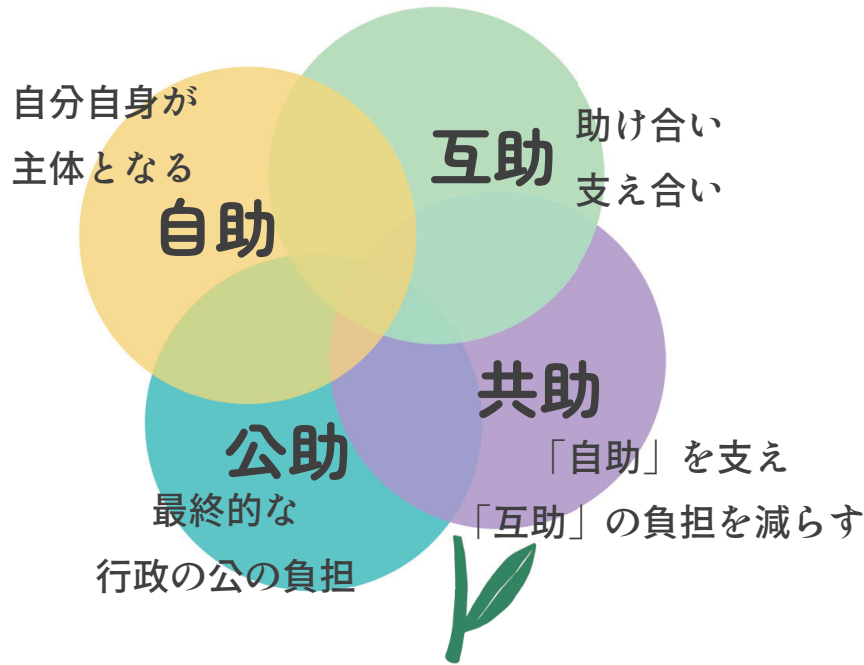 自分自身が
主体となる
自助
互助
助け合い
支え合い
共助
「自助」を支え
「互助」の負担を減らす
公助
最終的な
行政の公の負担